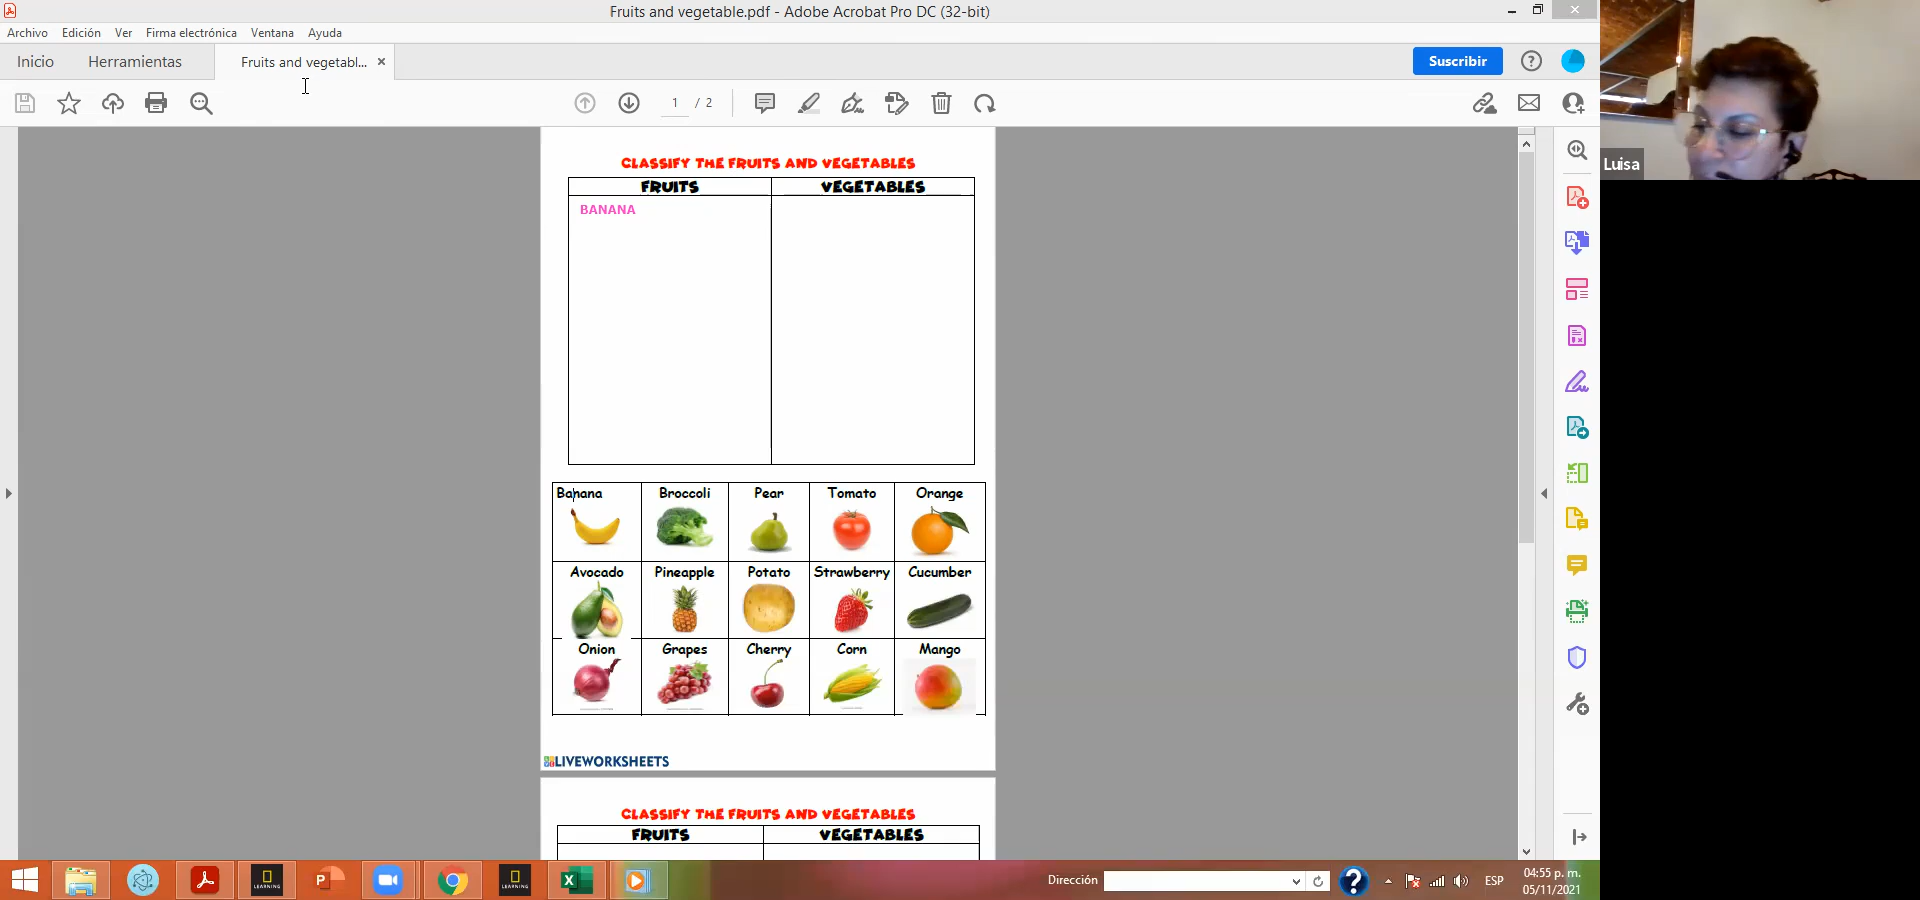 Fruits and vegetable.pdf - Adobe Acrobat Pro DC (32-bit)
Archivo Edición Ver Firma electrónica Ventana Ayuda
Inicio Herramientas Fruits and vegetabl... Suscribir
1 / 2
Luisa
CLASSIFY THE FRUITS AND VEGETABLES
FRUITS VEGETABLES
BANANA
Banana Broccoli Pear Tomato Orange
Avocado Pineapple Potato Strawberry Cucumber
Onion Grapes Cherry Corn Mango
LIVEWORKSHEETS
CLASSIFY THE FRUITS AND VEGETABLES
FRUITS VEGETABLES
Dirección ESP 04:55 p. m.
05/11/2021